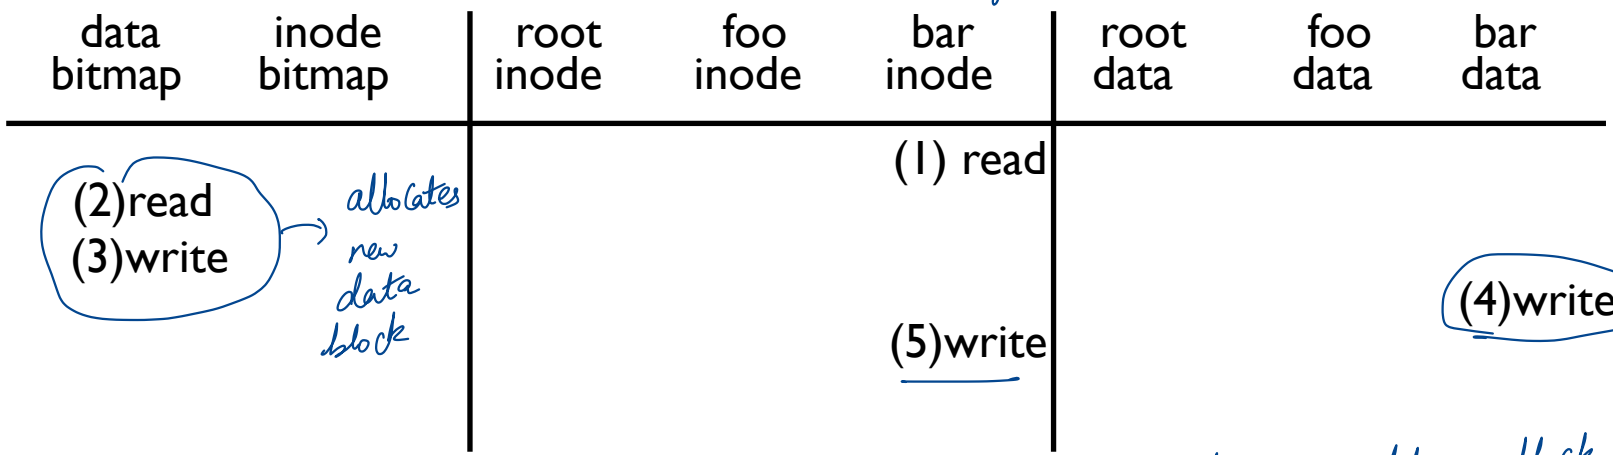 data inode root foo bar root foo bar
bitmap bitmap inode inode inode data data data
(1) read
(2)read allocates
(3)write new
data
(4)write
block
(5)write
block